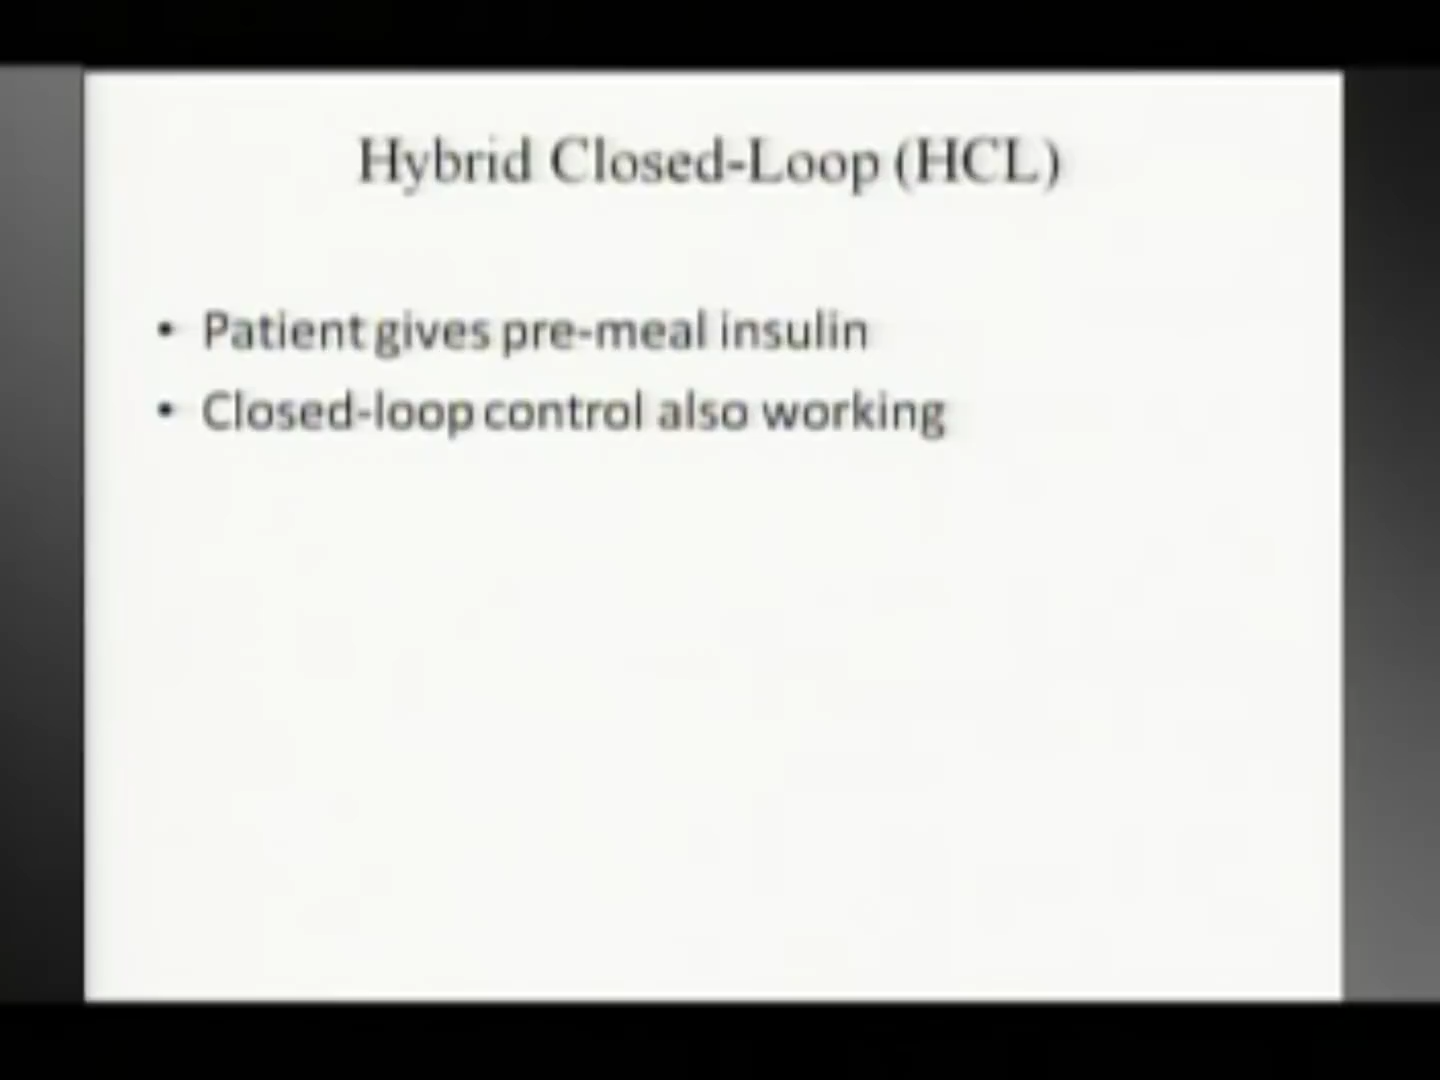 Hybrid Closed-Loop (HCL)
• Patient gives pre-meal insulin
• Closed-loop control also working